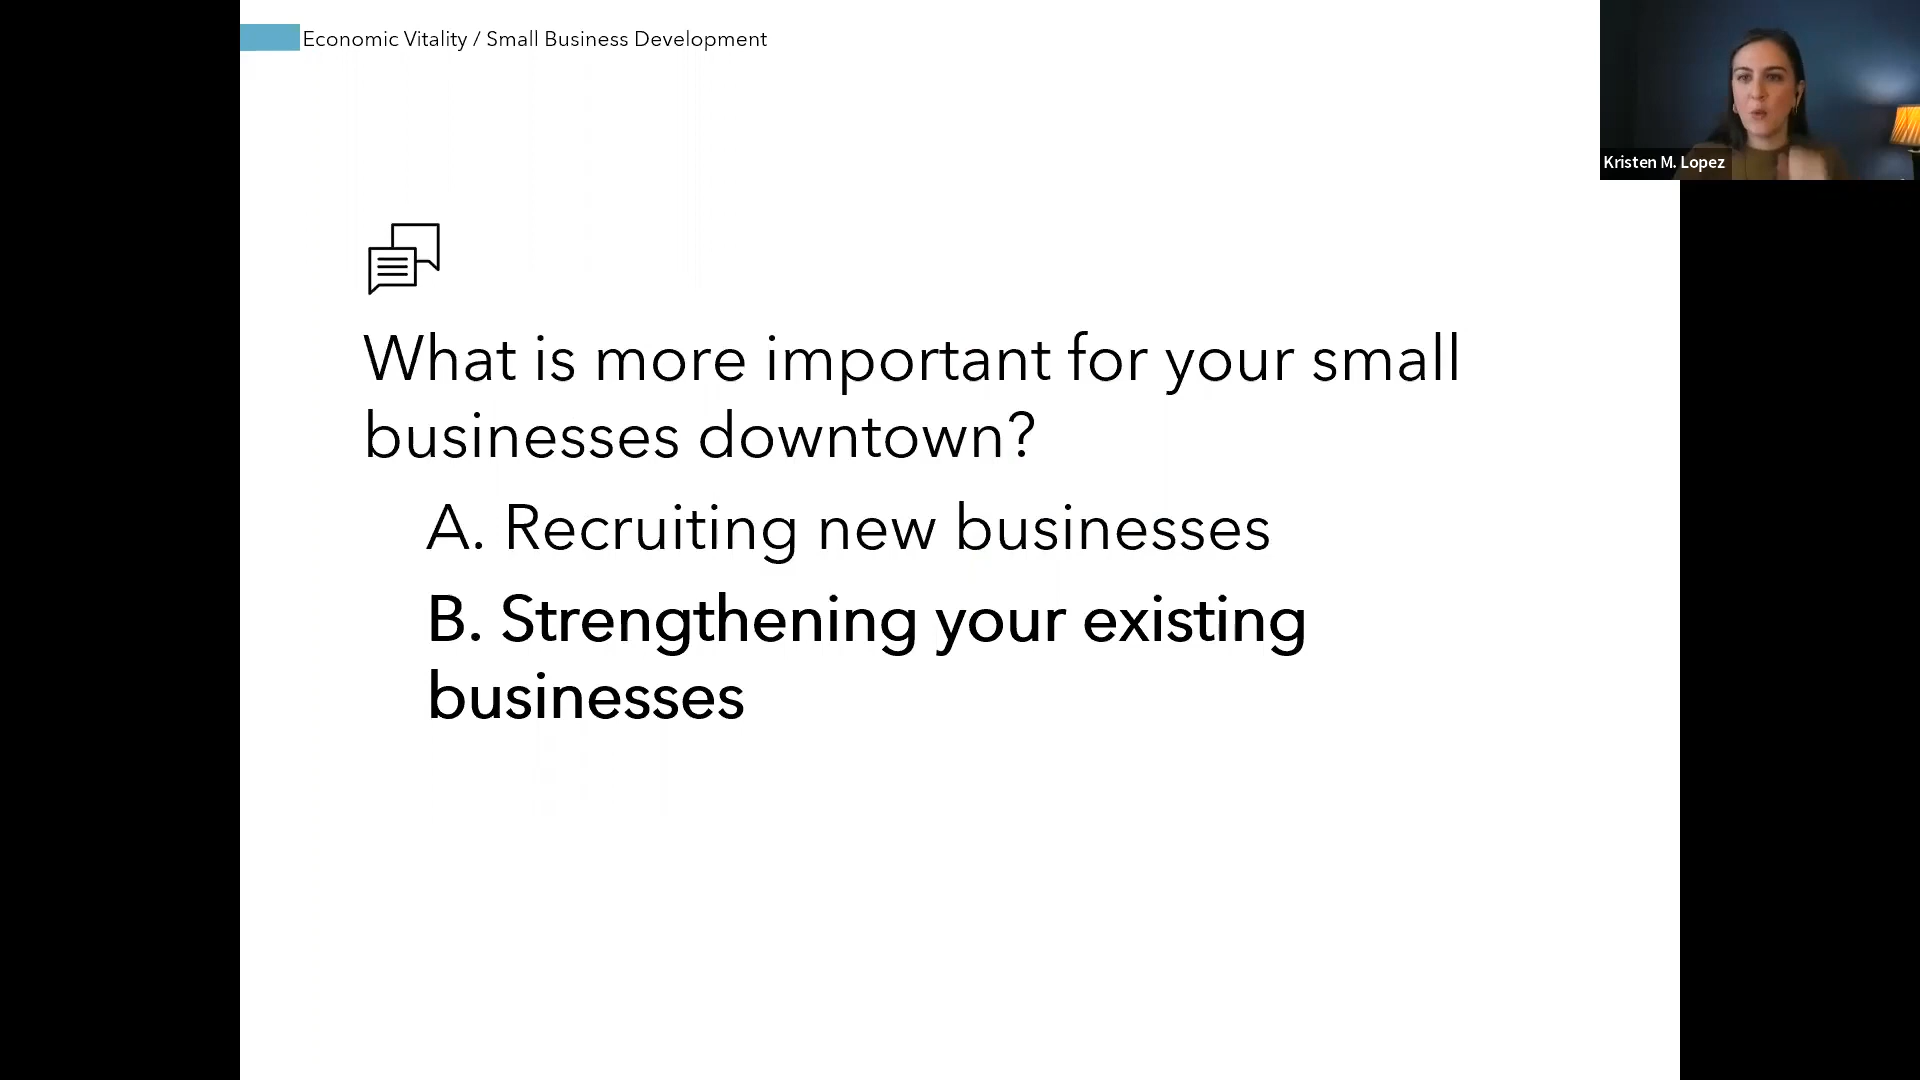 Economic Vitality / Small Business Development
Kristen M. Lopez
What is more important for your small
businesses downtown?
A. Recruiting new businesses
B. Strengthening your existing
businesses